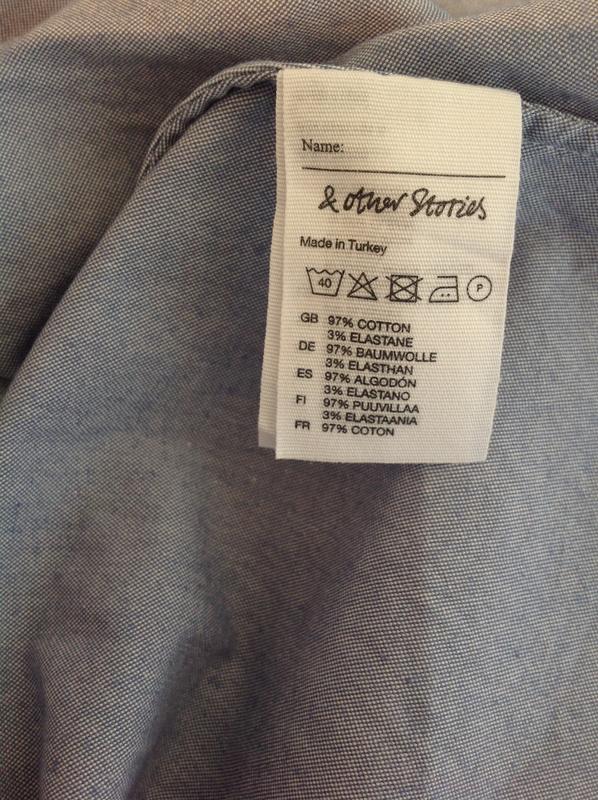 Name:
& other Stories
Made in Turkey
40 P
GB 97% COTTON
3% ELASTANE
DE 97% BAUMWOLLE
3% ELASTHAN
ES 97% ALGODÓN
3% ELASTANO
FI 97% PUUVILLAA
3% ELASTAANIA
FR 97% COTON